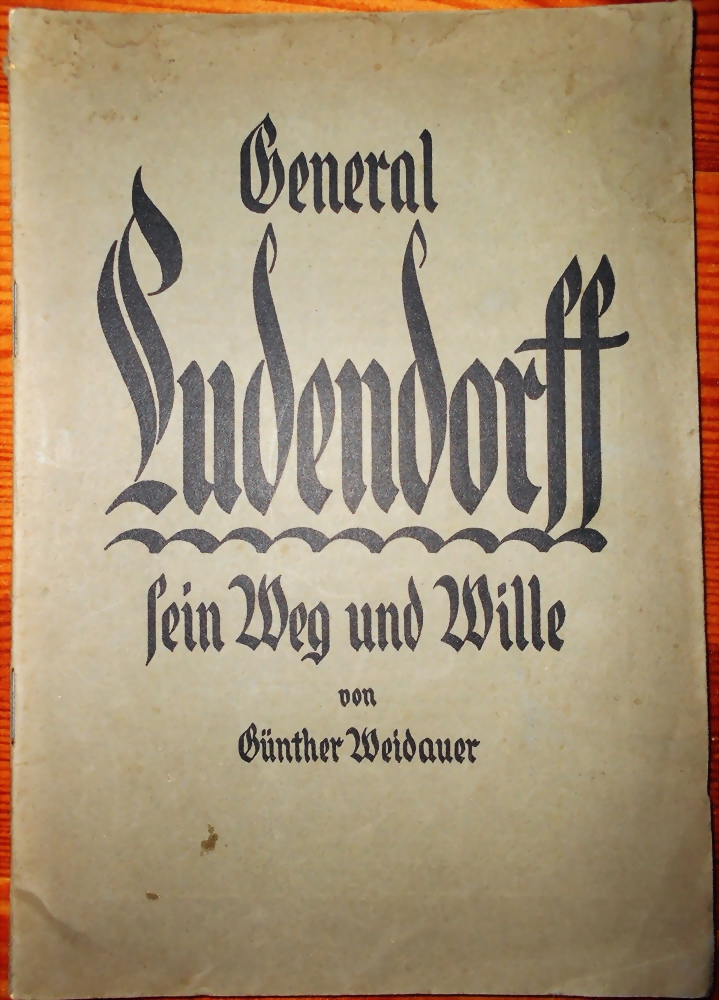 General
Ludendorff
sein Weg und Wille
von
Günther Weidauer